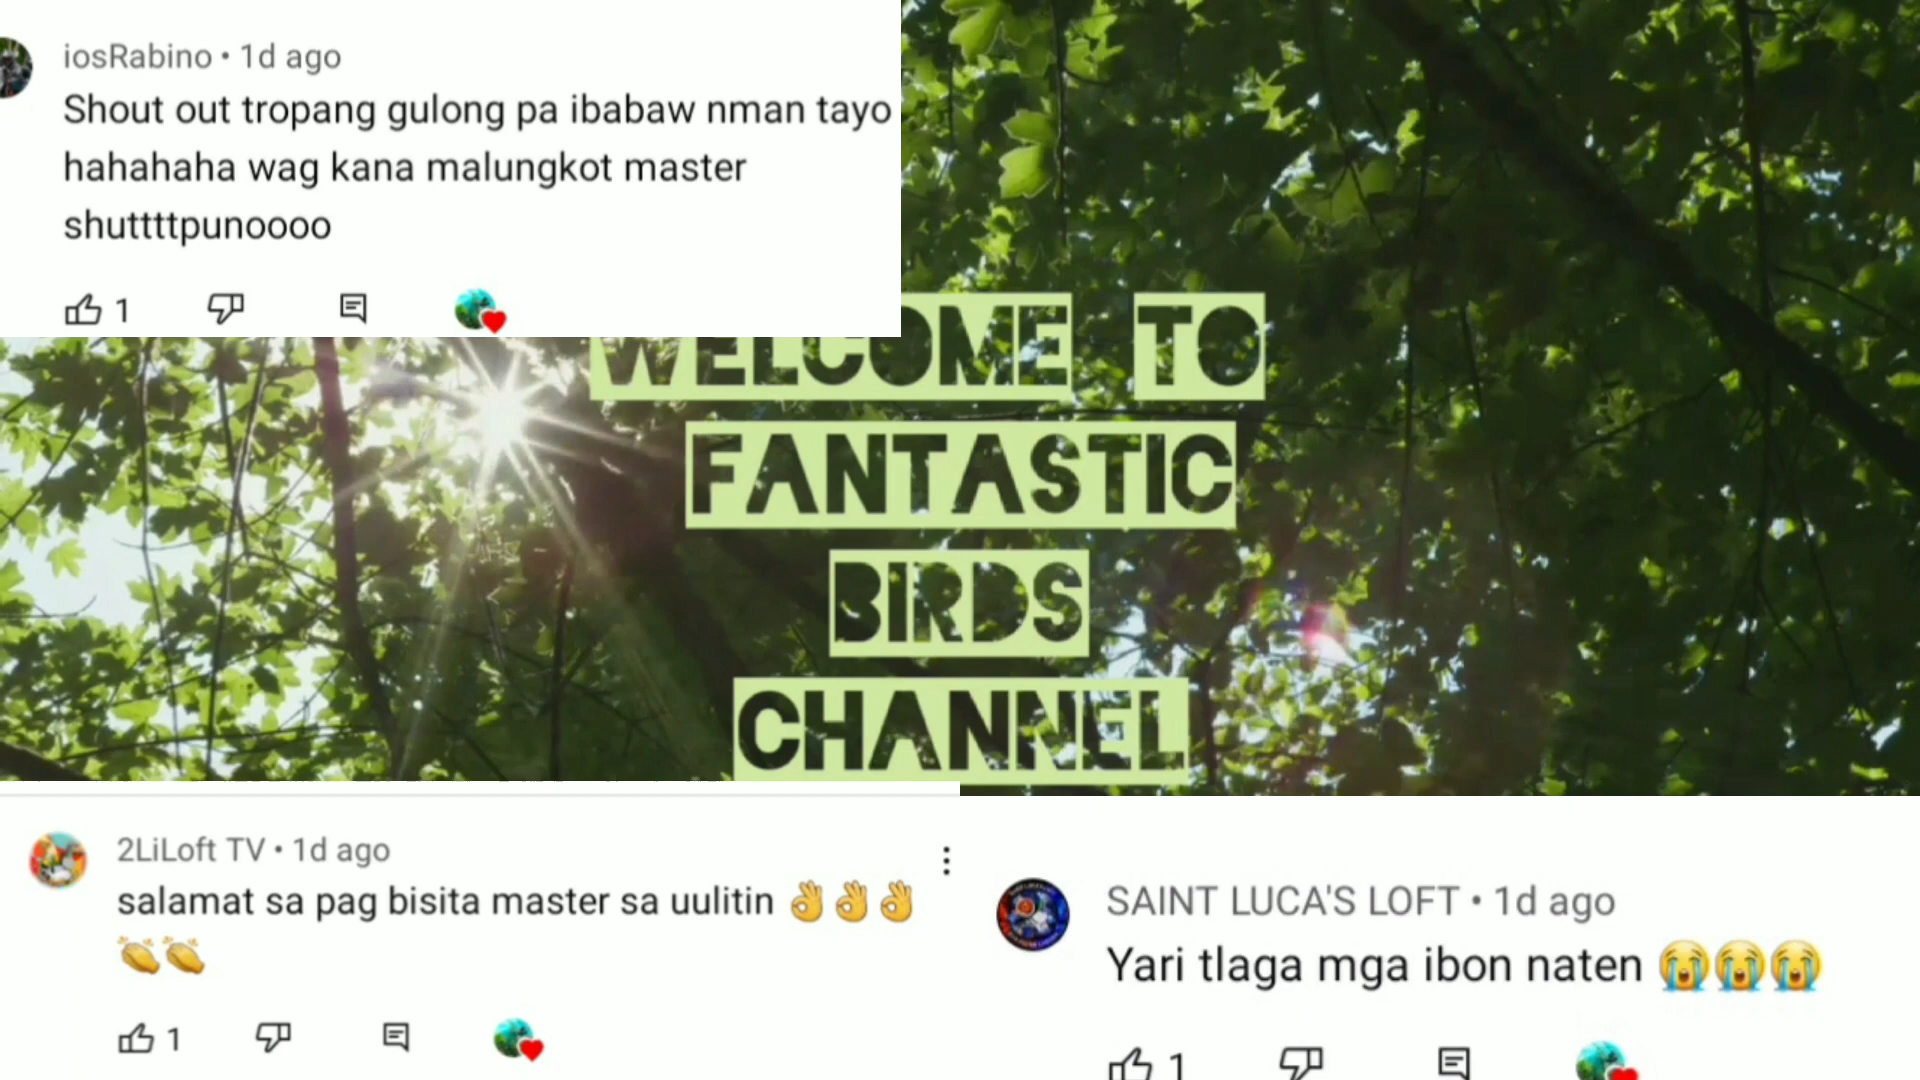 iosRabino • 1d ago
Shout out tropang gulong pa ibabaw nman tayo
hahahaha wag kana malungkot master
shuttttpunoooo
1
WELCOME TO
FANTASTIC
BIRDS
CHANNEL
2LiLoft TV • 1d ago
salamat sa pag bisita master sa uulitin 👌👌👌
👏👏
1
SAINT LUCA'S LOFT • 1d ago
Yari tlaga mga ibon naten 😭😭😭
1